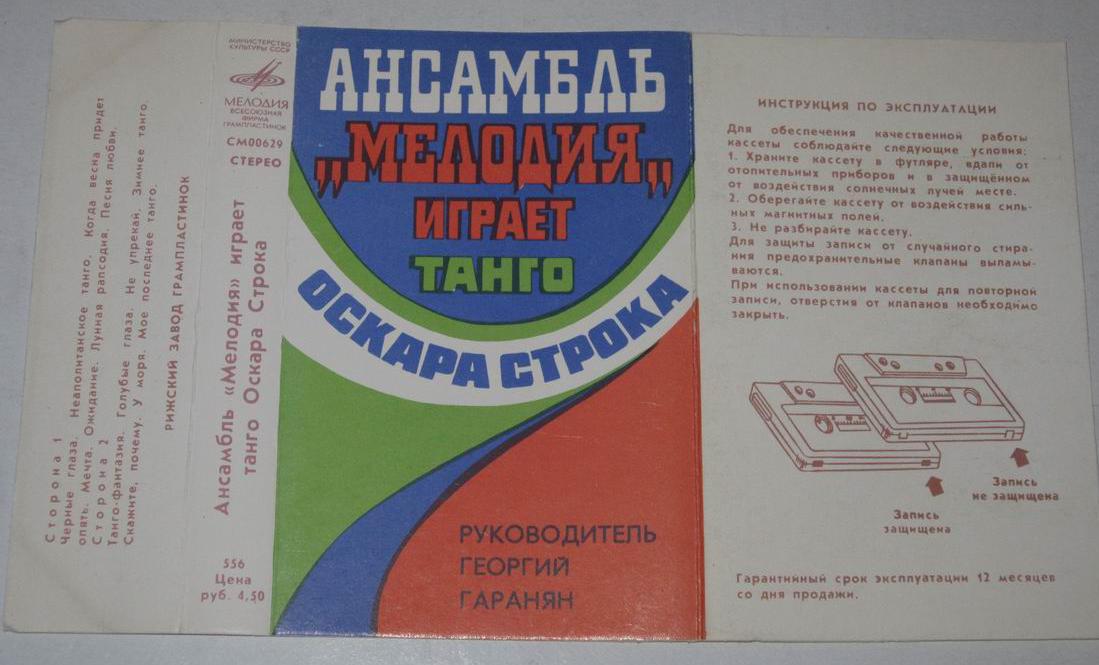 Сторона 1
Черные глаза. Неаполитанское танго. Когда весна придет
опять. Мечта. Ожидание. Лунная рапсодия. Песня любви.
Сторона 2
Танго-фантазия. Голубые глаза. Не упрекай. Зимнее танго.
Скажите, почему. У моря. Мое последнее танго.
РИЖСКИЙ ЗАВОД ГРАМПЛАСТИНОК
МИНИСТЕРСТВО
КУЛЬТУРЫ СССР
МЕЛОДИЯ
ВСЕСОЮЗНАЯ
ФИРМА
ГРАМПЛАСТИНОК
СМ00629
СТЕРЕО
Ансамбль «Мелодия» играет
танго Оскара Строка
556
Цена
руб. 4,50
АНСАМБЛЬ
„МЕЛОДИЯ„
ИГРАЕТ
ТАНГО
ОСКАРА СТРОКА
РУКОВОДИТЕЛЬ
ГЕОРГИЙ
ГАРАНЯН
ИНСТРУКЦИЯ ПО ЭКСПЛУАТАЦИИ
Для обеспечения качественной работы
кассеты соблюдайте следующие условия:
1. Храните кассету в футляре, вдали от
отопительных приборов и в защищённом
от воздействия солнечных лучей месте.
2. Оберегайте кассету от воздействия силь-
ных магнитных полей.
3. Не разбирайте кассету.
Для защиты записи от случайного стира-
ния предохранительные клапаны выламы-
ваются.
При использовании кассеты для повторной
записи, отверстия от клапанов необходимо
закрыть.
Запись
не защищена
Запись
защищена
Гарантийный срок эксплуатации 12 месяцев
со дня продажи.